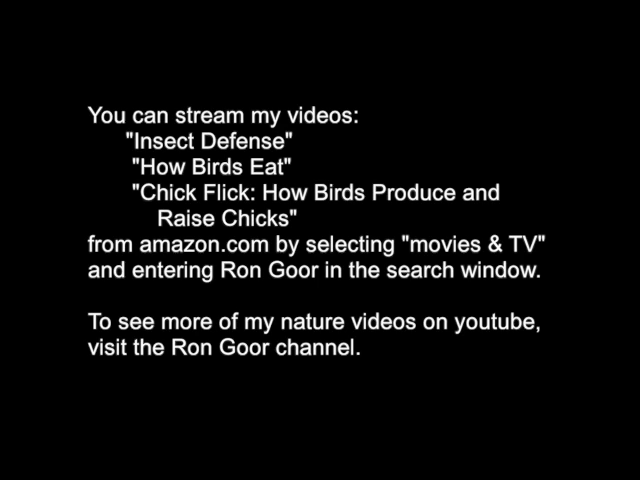 You can stream my videos:
"Insect Defense"
"How Birds Eat"
"Chick Flick: How Birds Produce and
Raise Chicks"
from amazon.com by selecting "movies & TV"
and entering Ron Goor in the search window.
To see more of my nature videos on youtube,
visit the Ron Goor channel.